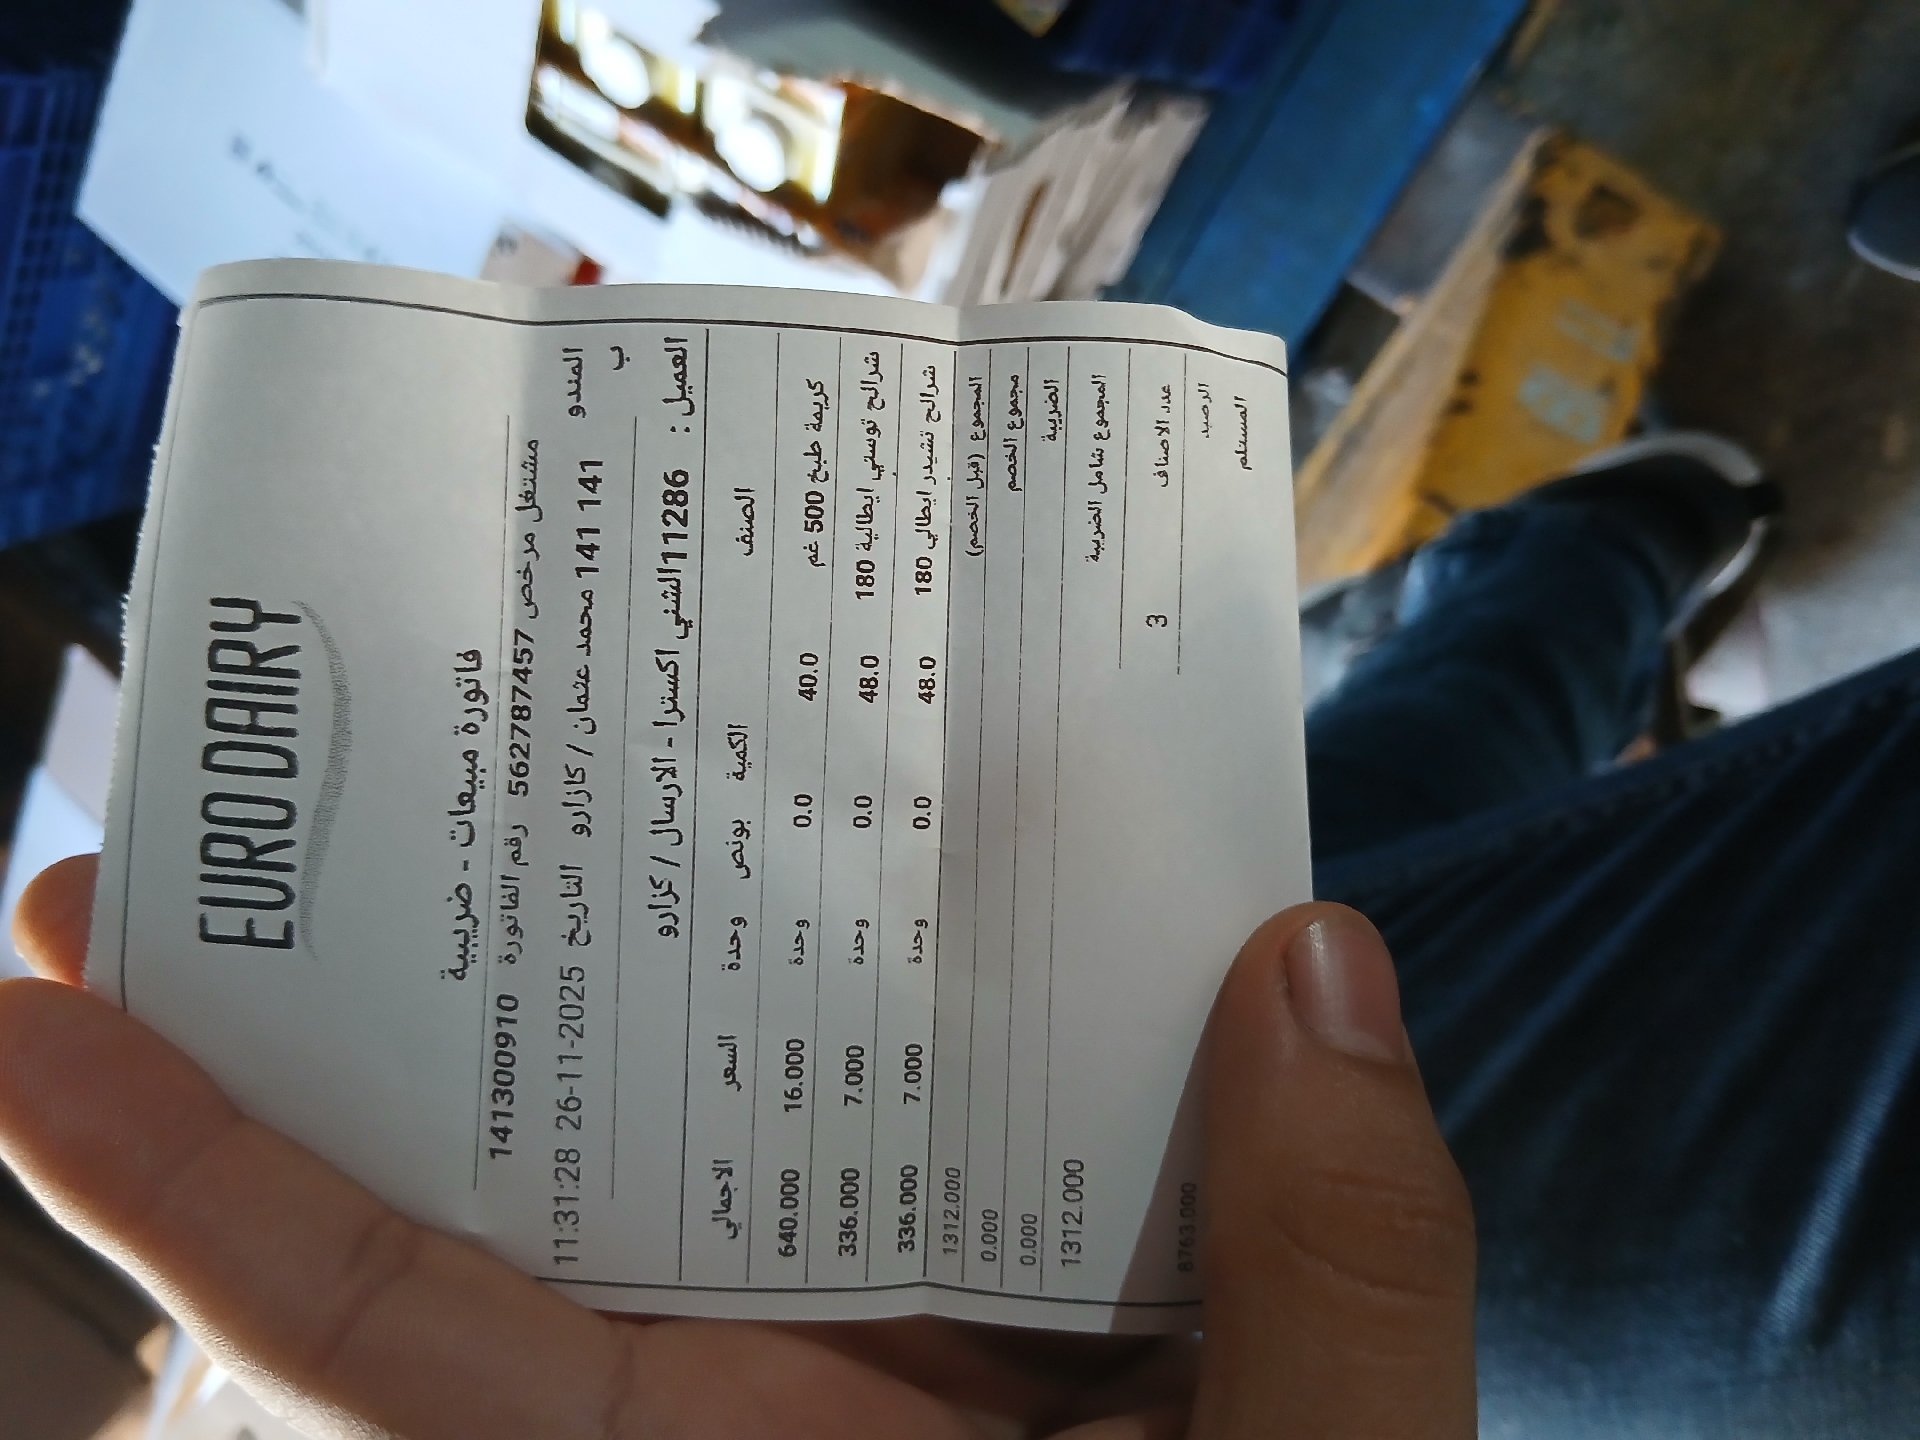 EURO DAIRY
فاتورة مبيعات - ضريبية
مشتغل مرخص 562787457 رقم الفاتورة 141300910
المندو
ب
141 141 محمد عثمان / كازارو التاريخ 26-11-2025 11:31:28
العميل : 11286الشني اكسترا - الارسال / كزارو
الصنف الكمية بونص وحدة السعر الاجمالي
كريمة طبخ 500 غم 40.0 0.0 وحدة 16.000 640.000
شرائح توستي ايطالية 180 48.0 0.0 وحدة 7.000 336.000
شرائح تشيدر ايطالي 180 48.0 0.0 وحدة 7.000 336.000
المجموع (قبل الخصم) 1312.000
مجموع الخصم 0.000
الضريبة 0.000
المجموع شامل الضريبة 1312.000
عدد الاصناف 3
الرصيد 8763.000
المستلم